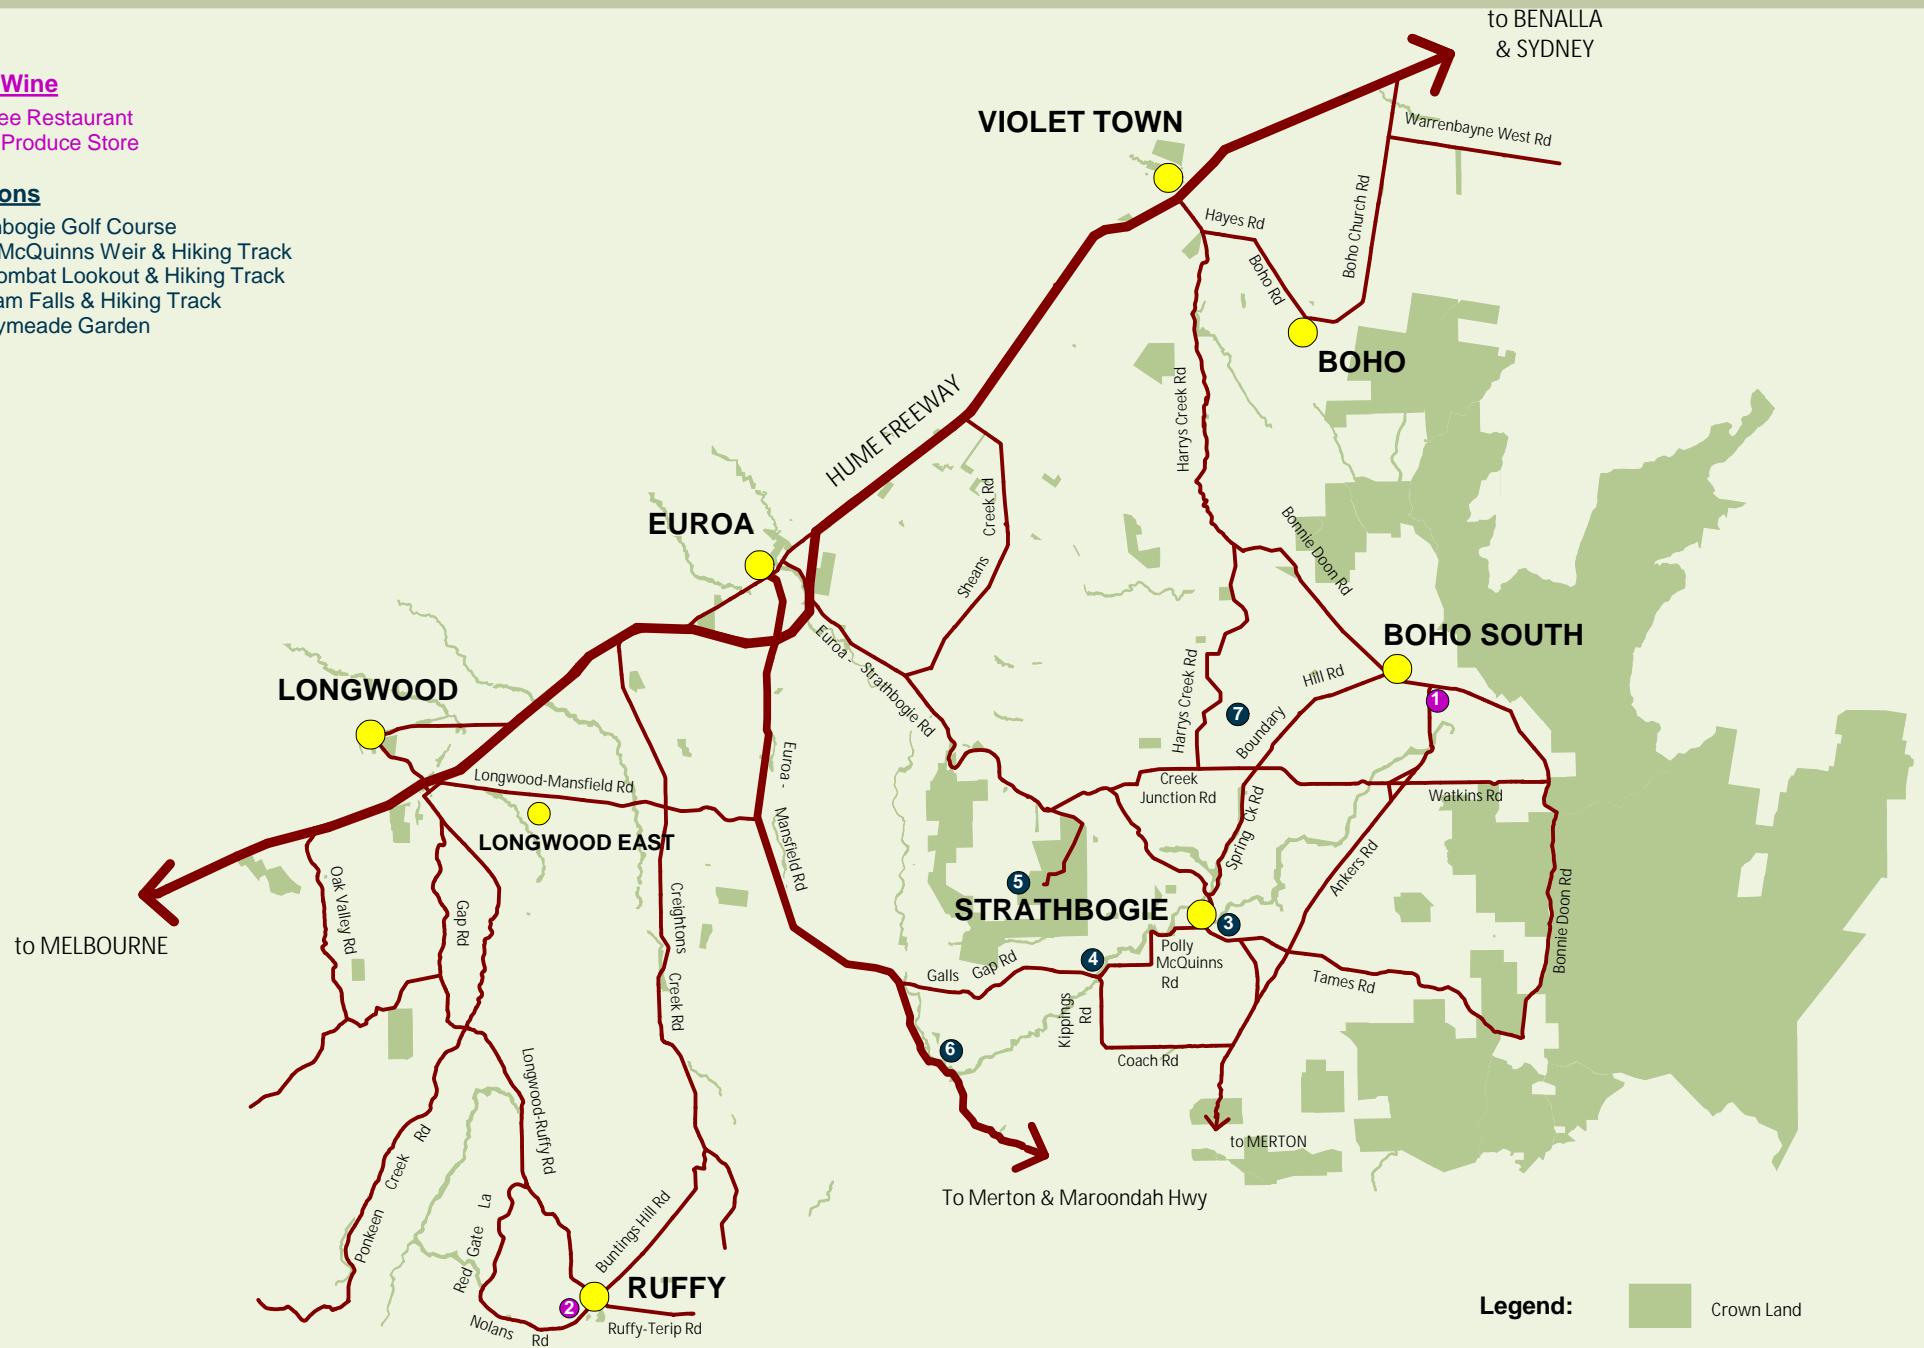 Wine
ee Restaurant
Produce Store
ons
bogie Golf Course
McQuinns Weir & Hiking Track
ombat Lookout & Hiking Track
am Falls & Hiking Track
ymeade Garden
to BENALLA
& SYDNEY
VIOLET TOWN
Warrenbayne West Rd
Hayes Rd
Boho Church Rd
Boho Rd
BOHO
HUME FREEWAY
Harrys Creek Rd
Sheans Creek Rd
EUROA
Bonnie Doon Rd
BOHO SOUTH
Euroa - Strathbogie Rd
LONGWOOD
Hill Rd
1
Harrys Creek Rd
7
Boundary
Longwood-Mansfield Rd
Euroa - Mansfield Rd
Creek
Junction Rd
Watkins Rd
LONGWOOD EAST
Spring Ck Rd
Ankers Rd
5
STRATHBOGIE
3
Oak Valley Rd
Gap Rd
Creightons Creek Rd
to MELBOURNE
Polly
McQuinns
Rd
4
Galls Gap Rd
Tames Rd
Bonnie Doon Rd
Kippings
Rd
6
Coach Rd
Longwood-Ruffy Rd
to MERTON
Ponkeen Creek Rd
To Merton & Maroondah Hwy
Red Gate La
Buntings Hill Rd
RUFFY
2
Nolans Rd
Ruffy-Terip Rd
Legend:
Crown Land